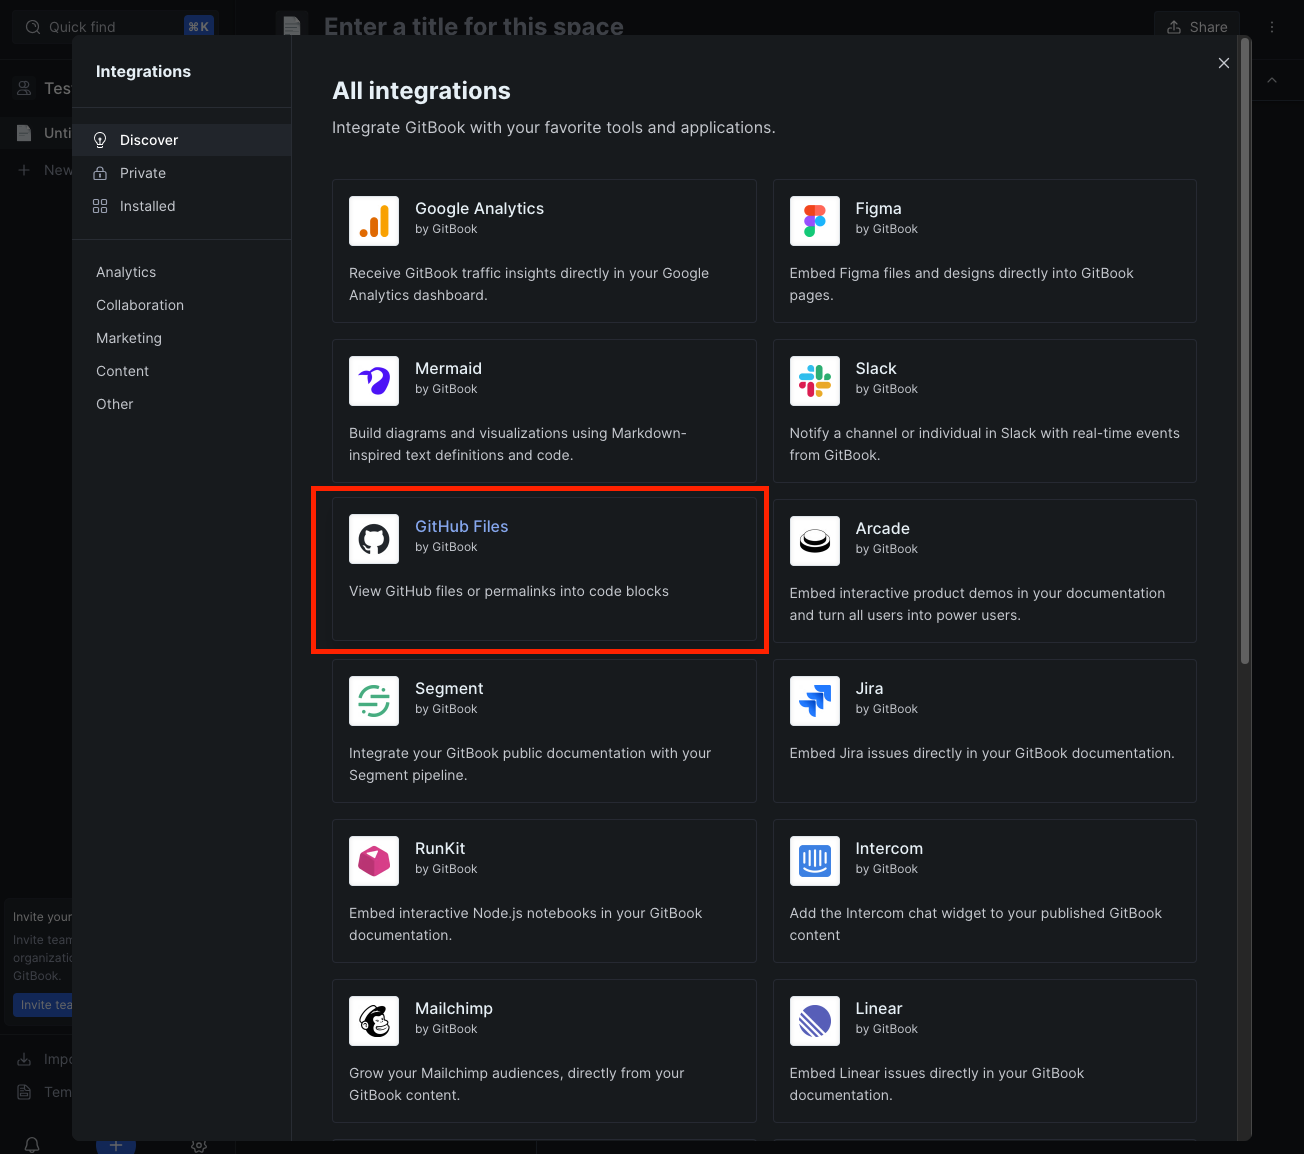 Quick find
⌘K
Enter a title for this space
Share
Integrations
Discover
Private
Installed
Analytics
Collaboration
Marketing
Content
Other
Invite your
Invite team
organizatio
GitBook.
All integrations
Integrate GitBook with your favorite tools and applications.
Google Analytics
by GitBook
Receive GitBook traffic insights directly in your Google
Analytics dashboard.
Figma
by GitBook
Embed Figma files and designs directly into GitBook
pages.
Mermaid
by GitBook
Build diagrams and visualizations using Markdown-
inspired text definitions and code.
Slack
by GitBook
Notify a channel or individual in Slack with real-time events
from GitBook.
GitHub Files
by GitBook
View GitHub files or permalinks into code blocks
Arcade
by GitBook
Embed interactive product demos in your documentation
and turn all users into power users.
Segment
by GitBook
Integrate your GitBook public documentation with your
Segment pipeline.
Jira
by GitBook
Embed Jira issues directly in your GitBook documentation.
RunKit
by GitBook
Embed interactive Node.js notebooks in your GitBook
documentation.
Intercom
by GitBook
Add the Intercom chat widget to your published GitBook
content
Mailchimp
by GitBook
Grow your Mailchimp audiences, directly from your
GitBook content.
Linear
by GitBook
Embed Linear issues directly in your GitBook
documentation.